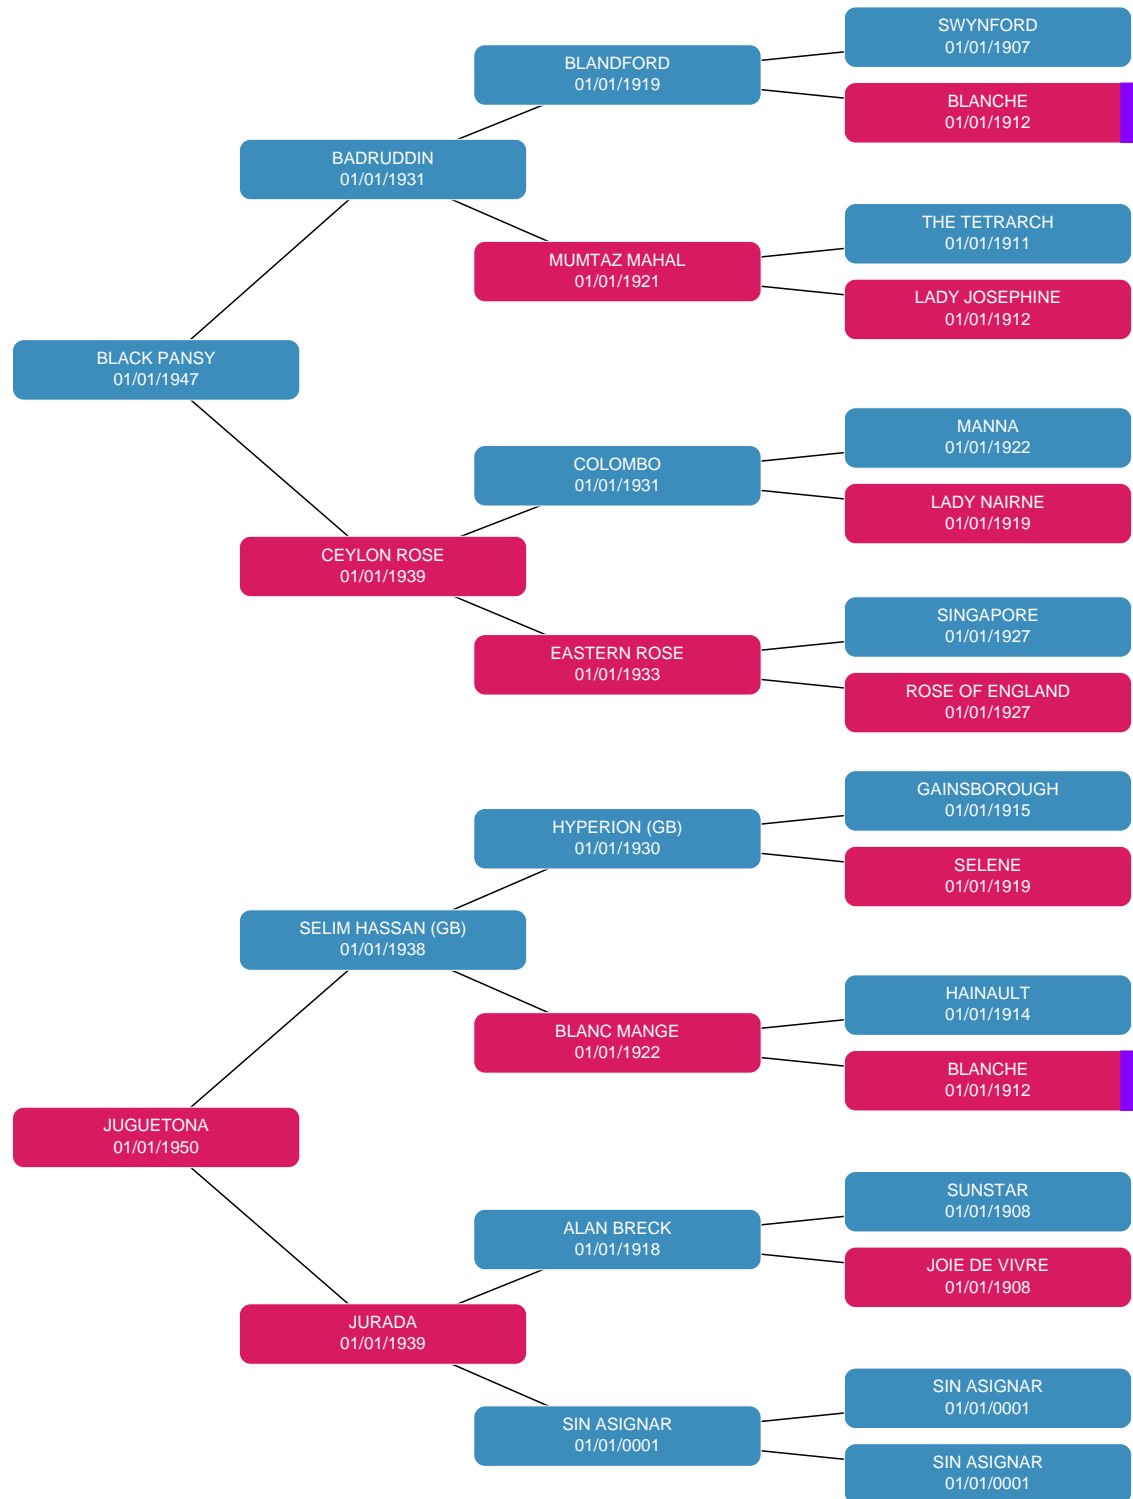 SWYNFORD
01/01/1907
BLANDFORD
01/01/1919
BLANCHE
01/01/1912
BADRUDDIN
01/01/1931
THE TETRARCH
01/01/1911
MUMTAZ MAHAL
01/01/1921
LADY JOSEPHINE
01/01/1912
BLACK PANSY
01/01/1947
MANNA
01/01/1922
COLOMBO
01/01/1931
LADY NAIRNE
01/01/1919
CEYLON ROSE
01/01/1939
SINGAPORE
01/01/1927
EASTERN ROSE
01/01/1933
ROSE OF ENGLAND
01/01/1927
GAINSBOROUGH
01/01/1915
HYPERION (GB)
01/01/1930
SELENE
01/01/1919
SELIM HASSAN (GB)
01/01/1938
HAINAULT
01/01/1914
BLANC MANGE
01/01/1922
BLANCHE
01/01/1912
JUGUETONA
01/01/1950
SUNSTAR
01/01/1908
ALAN BRECK
01/01/1918
JOIE DE VIVRE
01/01/1908
JURADA
01/01/1939
SIN ASIGNAR
01/01/0001
SIN ASIGNAR
01/01/0001
SIN ASIGNAR
01/01/0001